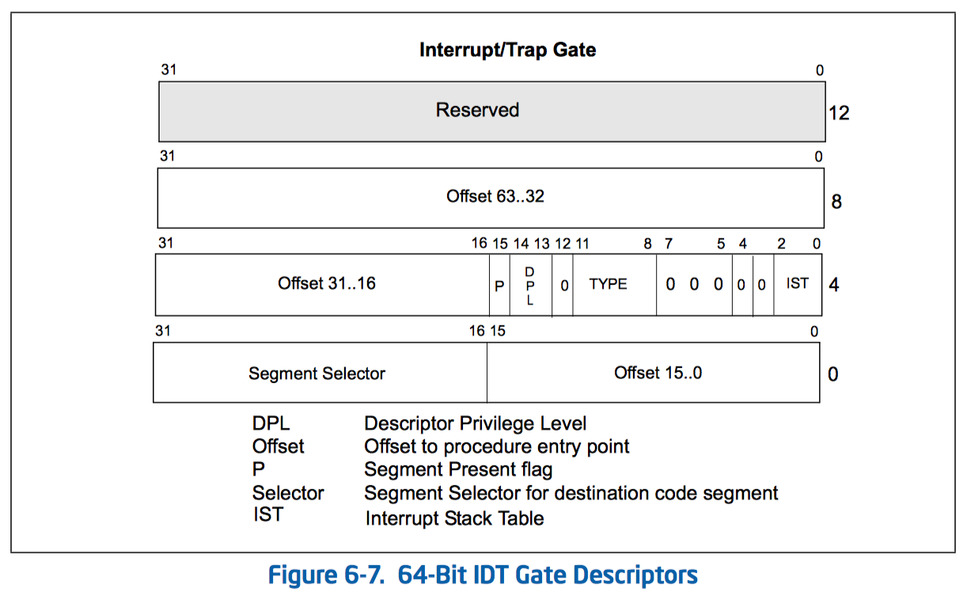 Interrupt/Trap Gate
31 0
Reserved 12
31 0
Offset 63..32 8
31 16 15 14 13 12 11 8 7 5 4 2 0
Offset 31..16 P DPL 0 TYPE 0 0 0 0 0 IST 4
31 16 15 0
Segment Selector Offset 15..0 0
DPL Descriptor Privilege Level
Offset Offset to procedure entry point
P Segment Present flag
Selector Segment Selector for destination code segment
IST Interrupt Stack Table
Figure 6-7. 64-Bit IDT Gate Descriptors